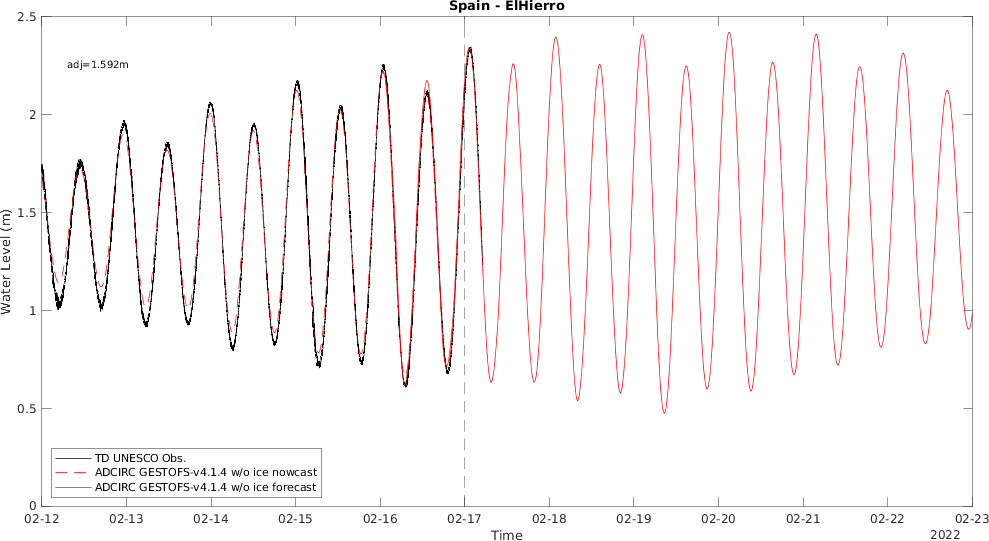 Spain - ElHierro
2.5
adj=1.592m
2
1.5
Water Level (m)
1
0.5
TD UNESCO Obs.
ADCIRC GESTOFS-v4.1.4 w/o ice nowcast
ADCIRC GESTOFS-v4.1.4 w/o ice forecast
0
02-12 02-13 02-14 02-15 02-16 02-17 02-18 02-19 02-20 02-21 02-22 02-23
Time
2022